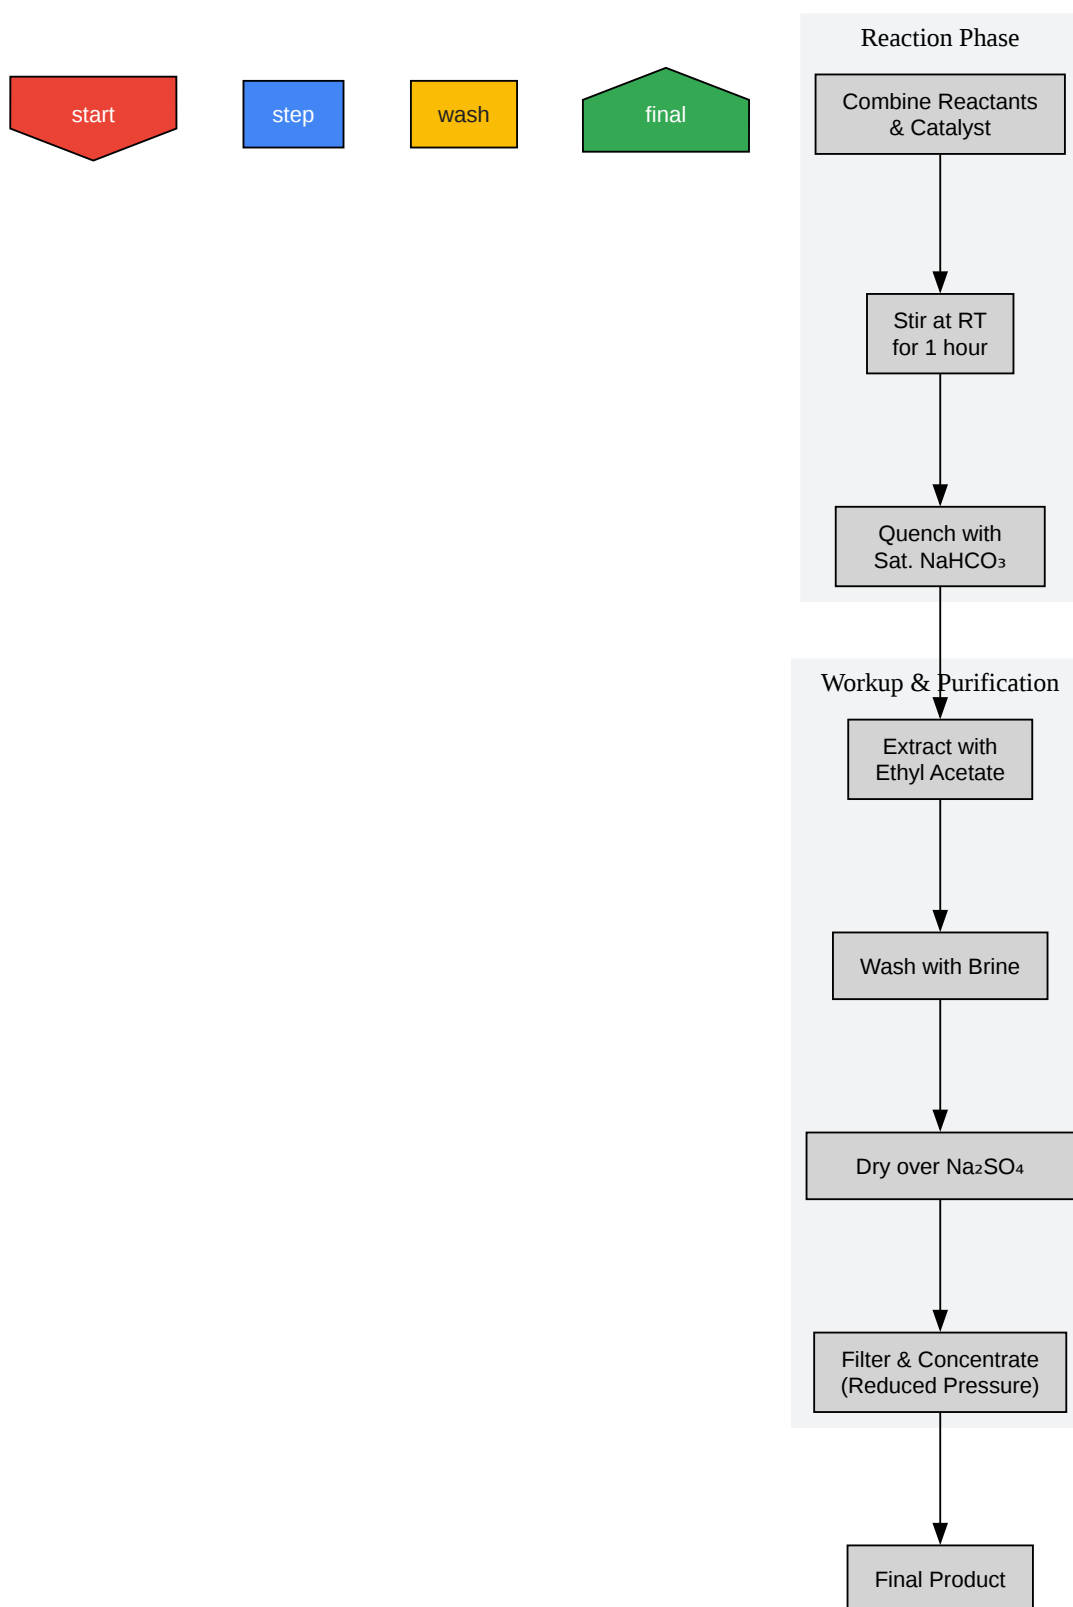 start
step
wash
final
Reaction Phase
Combine Reactants
& Catalyst
Stir at RT
for 1 hour
Quench with
Sat. NaHCO₃
Workup & Purification
Extract with
Ethyl Acetate
Wash with Brine
Dry over Na₂SO₄
Filter & Concentrate
(Reduced Pressure)
Final Product